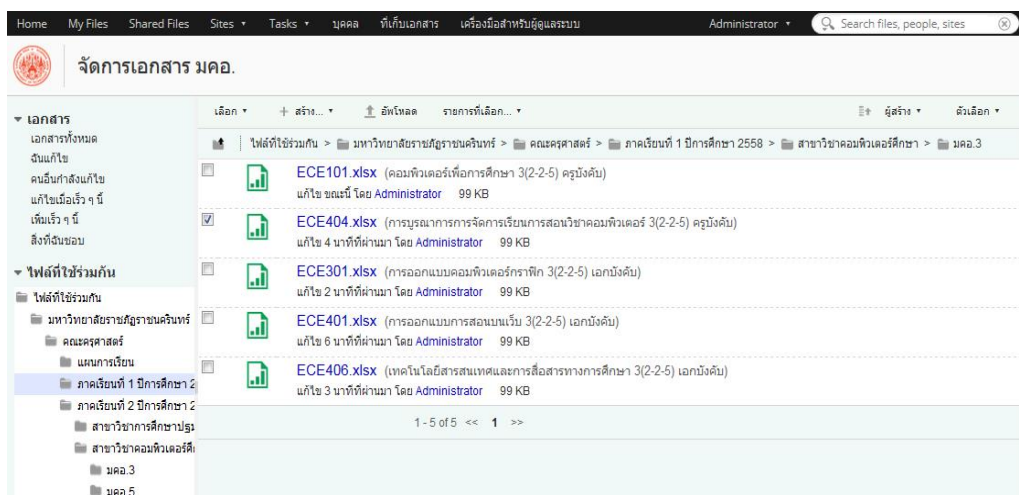 Home My Files Shared Files Sites Tasks บุคคล ที่เก็บเอกสาร เครื่องมือสำหรับผู้ดูแลระบบ Administrator Search files, people, sites
จัดการเอกสาร มคอ.
เลือก + สร้าง... อัพโหลด รายการที่เลือก... ผู้สร้าง ตัวเลือก
ไฟล์ที่ใช้ร่วมกัน > มหาวิทยาลัยราชภัฏราชนครินทร์ > คณะครุศาสตร์ > ภาคเรียนที่ 1 ปีการศึกษา 2558 > สาขาวิชาคอมพิวเตอร์ศึกษา > มคอ.3
เอกสาร
เอกสารทั้งหมด
ฉันแก้ไข
คนอื่นกำลังแก้ไข
แก้ไขเมื่อเร็ว ๆ นี้
เพิ่มเร็ว ๆ นี้
สิ่งที่ฉันชอบ
ไฟล์ที่ใช้ร่วมกัน
ไฟล์ที่ใช้ร่วมกัน
มหาวิทยาลัยราชภัฏราชนครินทร์
คณะครุศาสตร์
แผนการเรียน
ภาคเรียนที่ 1 ปีการศึกษา 2
ภาคเรียนที่ 2 ปีการศึกษา 2
สาขาวิชาการศึกษาปฐม
สาขาวิชาคอมพิวเตอร์ศึ
มคอ.3
มคอ.5
ECE101.xlsx (คอมพิวเตอร์เพื่อการศึกษา 3(2-2-5) ครูบังคับ)
แก้ไข ขณะนี้ โดย Administrator 99 KB
ECE404.xlsx (การบูรณาการการจัดการเรียนการสอนวิชาคอมพิวเตอร์ 3(2-2-5) ครูบังคับ)
แก้ไข 4 นาทีที่ผ่านมา โดย Administrator 99 KB
ECE301.xlsx (การออกแบบคอมพิวเตอร์กราฟิก 3(2-2-5) เอกบังคับ)
แก้ไข 2 นาทีที่ผ่านมา โดย Administrator 99 KB
ECE401.xlsx (การออกแบบการสอนบนเว็บ 3(2-2-5) เอกบังคับ)
แก้ไข 6 นาทีที่ผ่านมา โดย Administrator 99 KB
ECE406.xlsx (เทคโนโลยีสารสนเทศและการสื่อสารทางการศึกษา 3(2-2-5) เอกบังคับ)
แก้ไข 3 นาทีที่ผ่านมา โดย Administrator 99 KB
1 - 5 of 5 << 1 >>